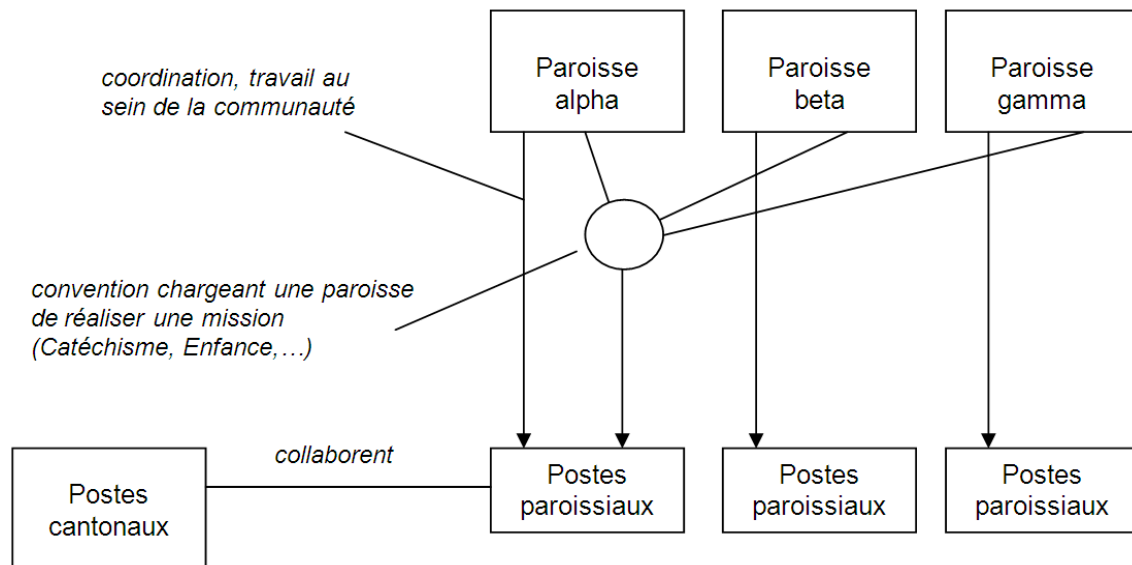 coordination, travail au
sein de la communauté
Paroisse
alpha
Paroisse
beta
Paroisse
gamma
convention chargeant une paroisse
de réaliser une mission
(Catéchisme, Enfance,…)
collaborent
Postes
cantonaux
Postes
paroissiaux
Postes
paroissiaux
Postes
paroissiaux